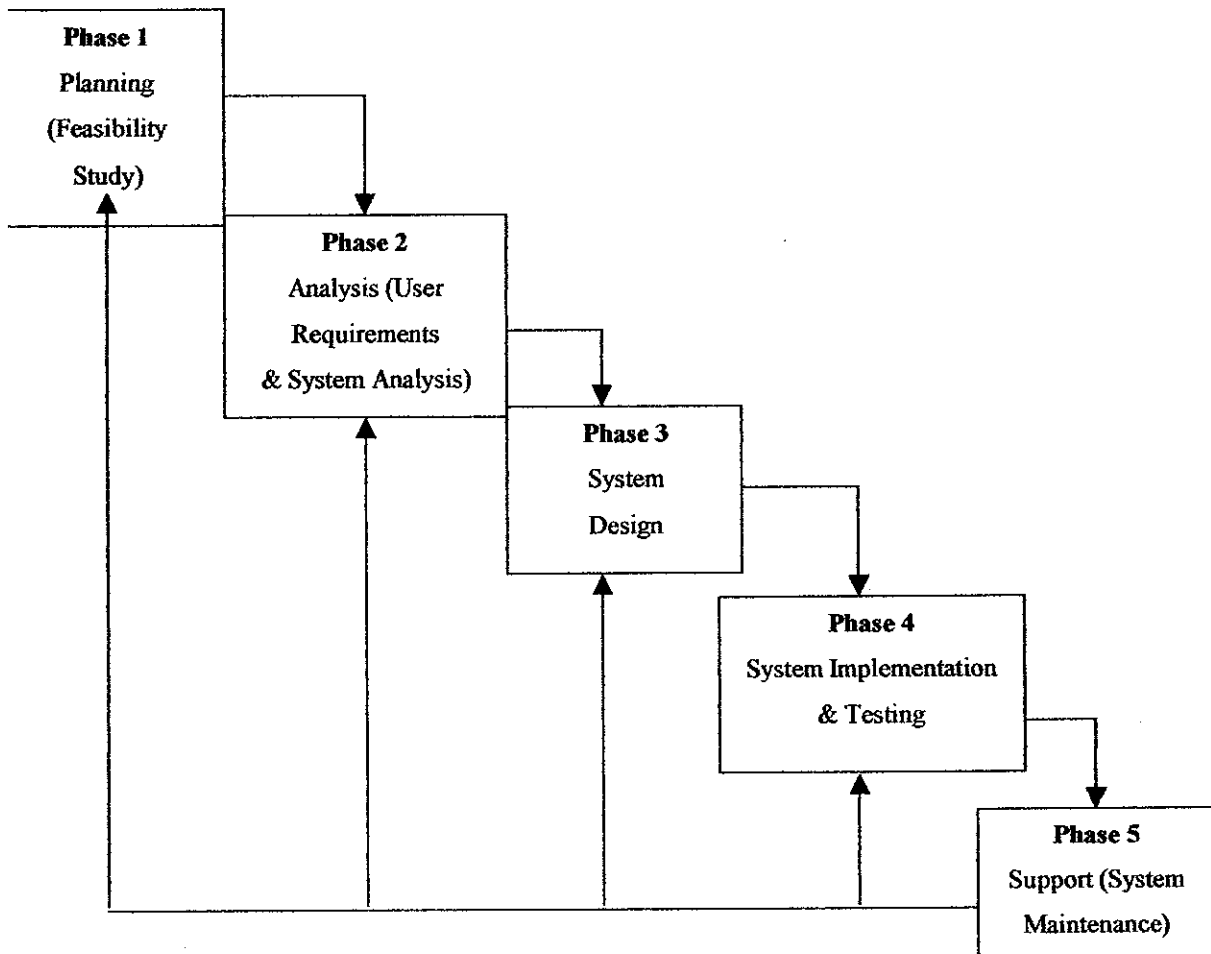 Phase 1
Planning
(Feasibility
Study)
Phase 2
Analysis (User
Requirements
& System Analysis)
Phase 3
System
Design
Phase 4
System Implementation
& Testing
Phase 5
Support (System
Maintenance)